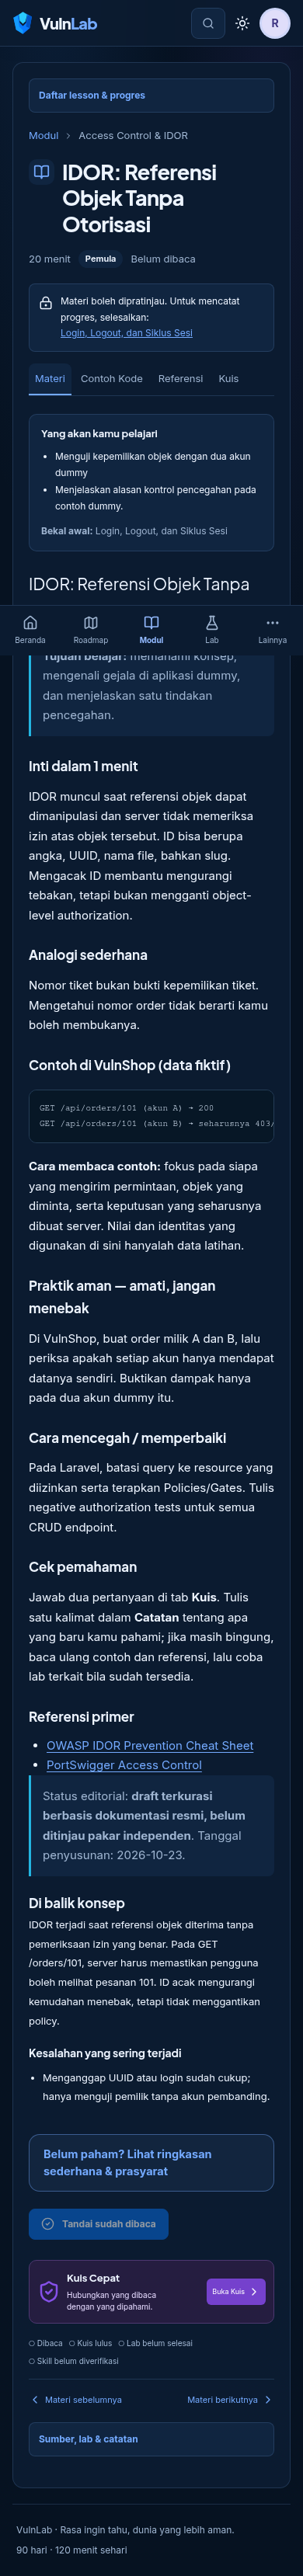 VulnLab
R
Daftar lesson & progres
Modul > Access Control & IDOR
IDOR: Referensi
Objek Tanpa
Otorisasi
20 menit Pemula Belum dibaca
Materi boleh dipratinjau. Untuk mencatat
progres, selesaikan:
Login, Logout, dan Siklus Sesi
Materi Contoh Kode Referensi Kuis
Yang akan kamu pelajari
• Menguji kepemilikan objek dengan dua akun
dummy
• Menjelaskan alasan kontrol pencegahan pada
contoh dummy.
Bekal awal: Login, Logout, dan Siklus Sesi
IDOR: Referensi Objek Tanpa
Beranda Roadmap Modul Lab Lainnya
Tujuan belajar: memahami konsep,
mengenali gejala di aplikasi dummy,
dan menjelaskan satu tindakan
pencegahan.
Inti dalam 1 menit
IDOR muncul saat referensi objek dapat
dimanipulasi dan server tidak memeriksa
izin atas objek tersebut. ID bisa berupa
angka, UUID, nama file, bahkan slug.
Mengacak ID membantu mengurangi
tebakan, tetapi bukan mengganti object-
level authorization.
Analogi sederhana
Nomor tiket bukan bukti kepemilikan tiket.
Mengetahui nomor order tidak berarti kamu
boleh membukanya.
Contoh di VulnShop (data fiktif)
GET /api/orders/101 (akun A) → 200
GET /api/orders/101 (akun B) → seharusnya 403/
Cara membaca contoh: fokus pada siapa
yang mengirim permintaan, objek yang
diminta, serta keputusan yang seharusnya
dibuat server. Nilai dan identitas yang
digunakan di sini hanyalah data latihan.
Praktik aman — amati, jangan
menebak
Di VulnShop, buat order milik A dan B, lalu
periksa apakah setiap akun hanya mendapat
datanya sendiri. Buktikan dampak hanya
pada dua akun dummy itu.
Cara mencegah / memperbaiki
Pada Laravel, batasi query ke resource yang
diizinkan serta terapkan Policies/Gates. Tulis
negative authorization tests untuk semua
CRUD endpoint.
Cek pemahaman
Jawab dua pertanyaan di tab Kuis. Tulis
satu kalimat dalam Catatan tentang apa
yang baru kamu pahami; jika masih bingung,
baca ulang contoh dan referensi, lalu coba
lab terkait bila sudah tersedia.
Referensi primer
• OWASP IDOR Prevention Cheat Sheet
• PortSwigger Access Control
Status editorial: draft terkurasi
berbasis dokumentasi resmi, belum
ditinjau pakar independen. Tanggal
penyusunan: 2026-10-23.
Di balik konsep
IDOR terjadi saat referensi objek diterima tanpa
pemeriksaan izin yang benar. Pada GET
/orders/101, server harus memastikan pengguna
boleh melihat pesanan 101. ID acak mengurangi
kemudahan menebak, tetapi tidak menggantikan
policy.
Kesalahan yang sering terjadi
• Menganggap UUID atau login sudah cukup;
hanya menguji pemilik tanpa akun pembanding.
Belum paham? Lihat ringkasan
sederhana & prasyarat
Tandai sudah dibaca
Kuis Cepat
Hubungkan yang dibaca
dengan yang dipahami.
Buka Kuis >
○ Dibaca ○ Kuis lulus ○ Lab belum selesai
○ Skill belum diverifikasi
< Materi sebelumnya Materi berikutnya >
Sumber, lab & catatan
VulnLab · Rasa ingin tahu, dunia yang lebih aman.
90 hari · 120 menit sehari